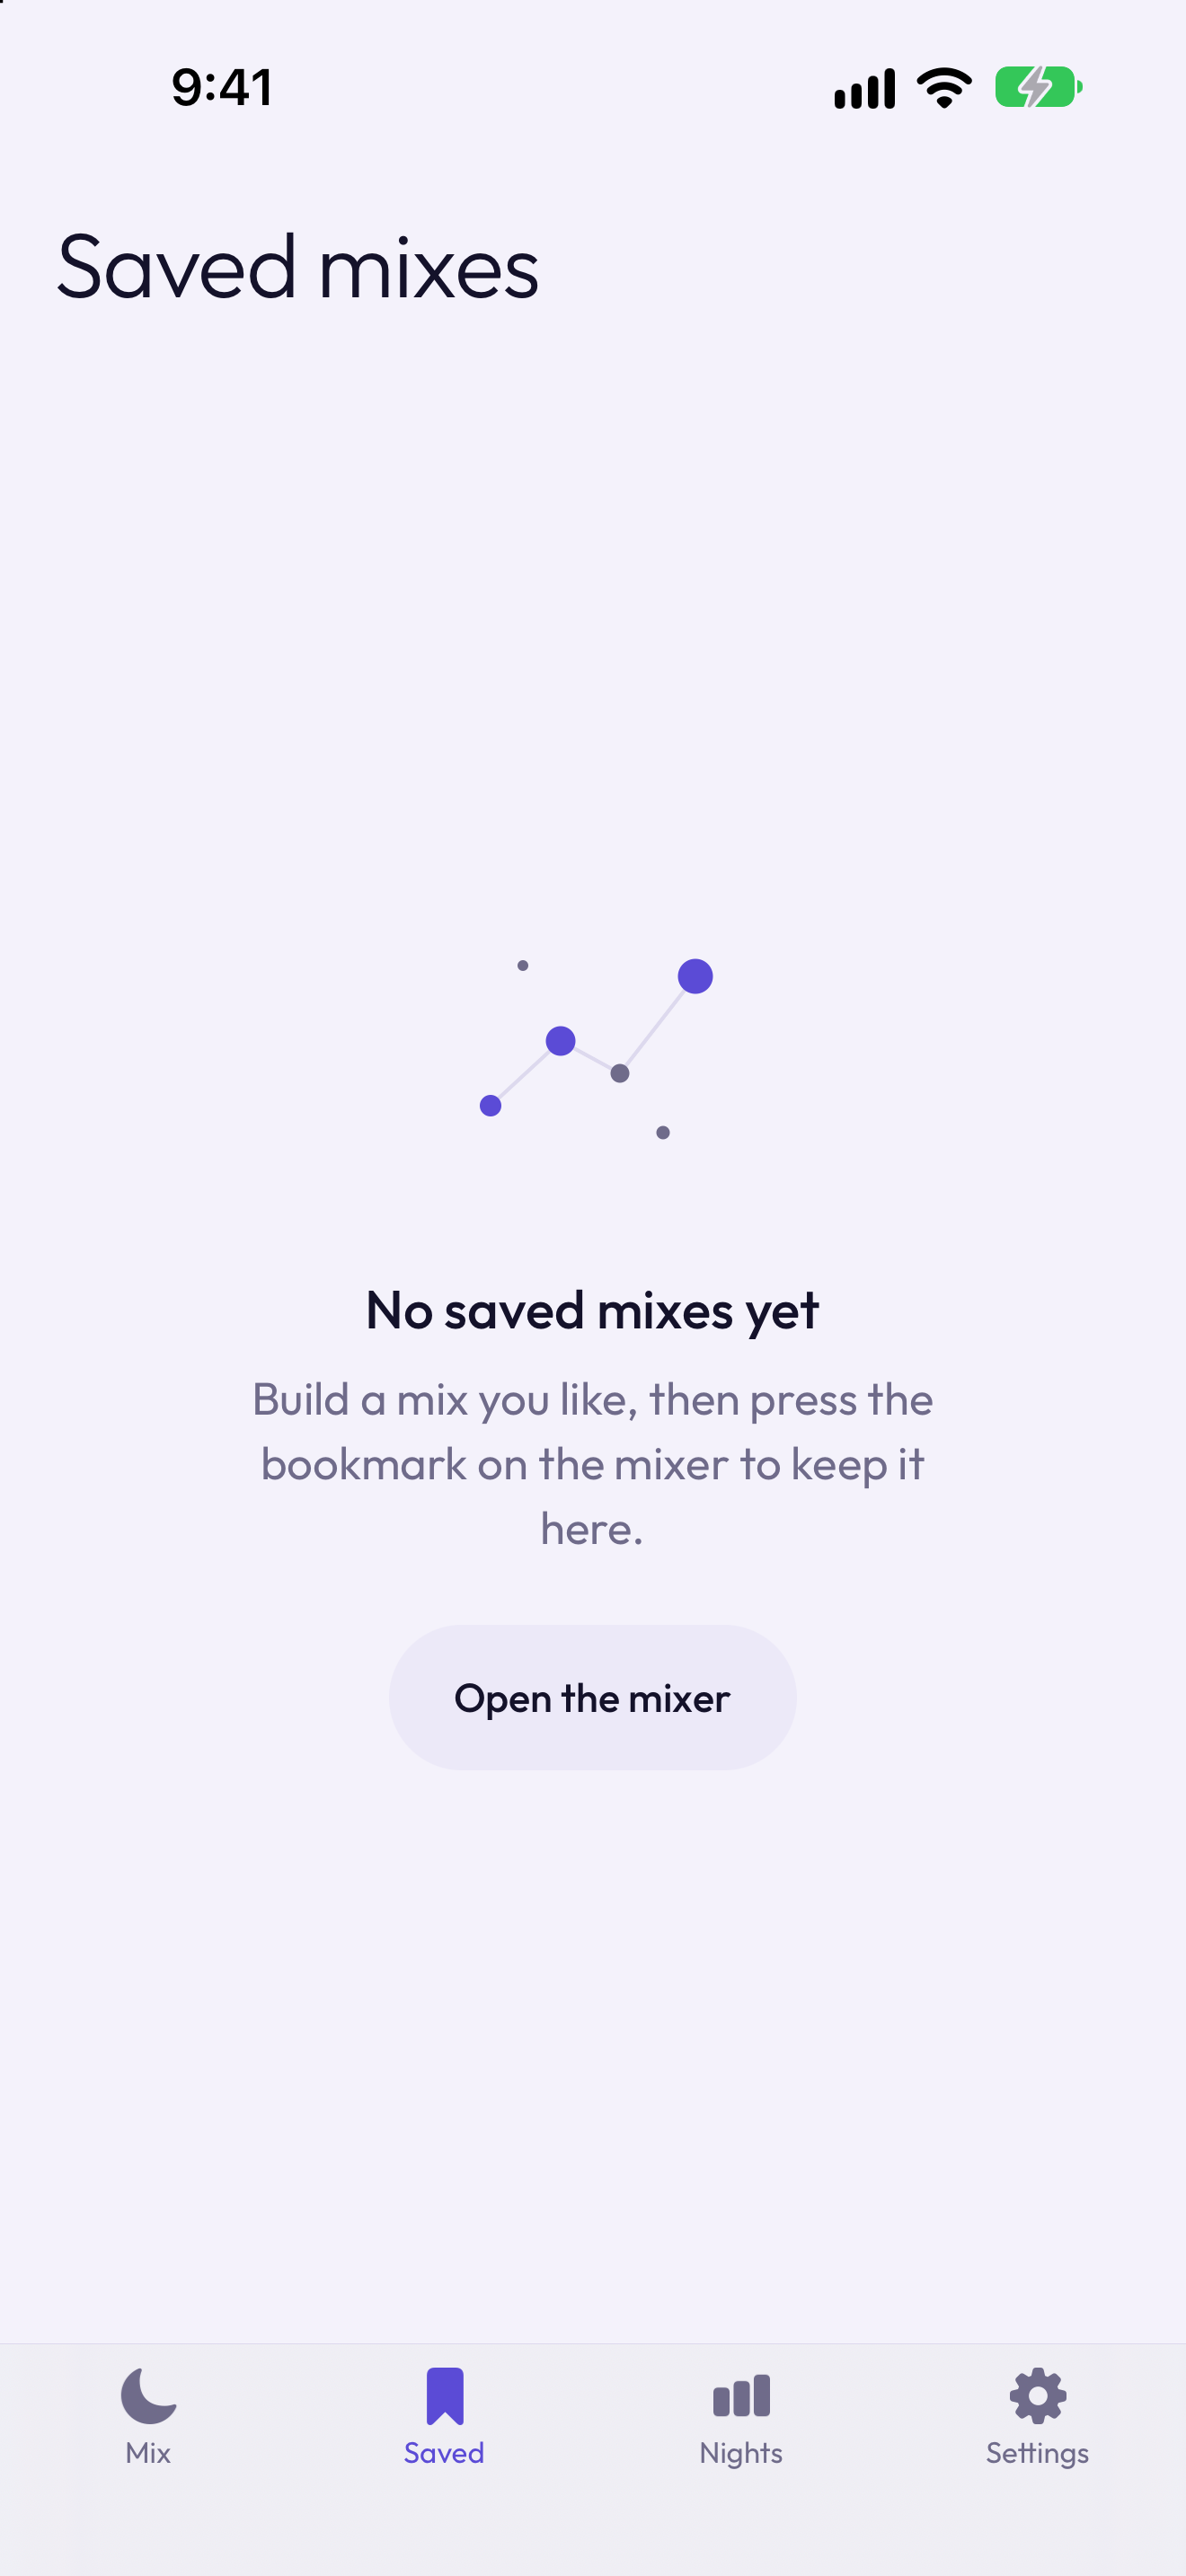 9:41
Saved mixes
No saved mixes yet
Build a mix you like, then press the
bookmark on the mixer to keep it
here.
Open the mixer
Mix
Saved
Nights
Settings